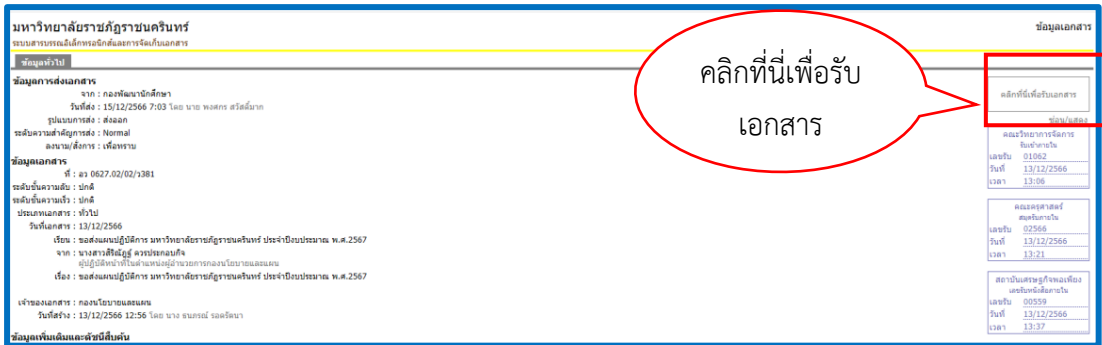 มหาวิทยาลัยราชภัฏราชนครินทร์
ข้อมูลเอกสาร
ระบบสารบรรณอิเล็กทรอนิกส์และการจัดเก็บเอกสาร
ข้อมูลทั่วไป
คลิกที่นี่เพื่อรับ
เอกสาร
ข้อมูลการส่งเอกสาร
จาก : กองพัฒนานักศึกษา
วันที่ส่ง : 15/12/2566 7:03 โดย นาย พงศกร สวัสดิ์มาก
รูปแบบการส่ง : ส่งออก
ระดับความสำคัญการส่ง : Normal
ลงนาม/สั่งการ : เพื่อทราบ
ข้อมูลเอกสาร
ที่ : อว 0627.02/02/ว381
ระดับชั้นความลับ : ปกติ
ระดับชั้นความเร็ว : ปกติ
ประเภทเอกสาร : ทั่วไป
วันที่เอกสาร : 13/12/2566
เรียน : ขอส่งแผนปฏิบัติการ มหาวิทยาลัยราชภัฏราชนครินทร์ ประจำปีงบประมาณ พ.ศ.2567
จาก : นางสาวสิริณัฏฐ์ ควรประกอบกิจ
ผู้ปฏิบัติหน้าที่ในตำแหน่งผู้อำนวยการกองนโยบายและแผน
เรื่อง : ขอส่งแผนปฏิบัติการ มหาวิทยาลัยราชภัฏราชนครินทร์ ประจำปีงบประมาณ พ.ศ.2567
เจ้าของเอกสาร : กองนโยบายและแผน
วันที่สร้าง : 13/12/2566 12:56 โดย นาง ธนภรณ์ รอดรัตนา
ข้อมูลเพิ่มเติมและดัชนีสืบค้น
คลิกที่นี่เพื่อรับเอกสาร
ซ่อน/แสดง
คณะวิทยาการจัดการ
รับเข้าภายใน
เลขรับ 01062
วันที่ 13/12/2566
เวลา 13:06
คณะครุศาสตร์
สมุดรับภายใน
เลขรับ 02566
วันที่ 13/12/2566
เวลา 13:21
สถาบันเศรษฐกิจพอเพียง
เลขรับหนังสือภายใน
เลขรับ 00559
วันที่ 13/12/2566
เวลา 13:37